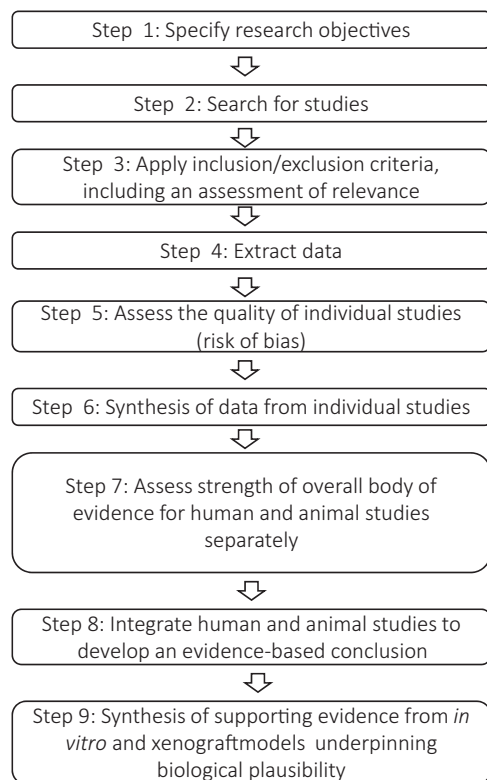 Step 1: Specify research objectives
Step 2: Search for studies
Step 3: Apply inclusion/exclusion criteria,
including an assessment of relevance
Step 4: Extract data
Step 5: Assess the quality of individual studies
(risk of bias)
Step 6: Synthesis of data from individual studies
Step 7: Assess strength of overall body of
evidence for human and animal studies
separately
Step 8: Integrate human and animal studies to
develop an evidence-based conclusion
Step 9: Synthesis of supporting evidence from in
vitro and xenograftmodels underpinning
biological plausibility